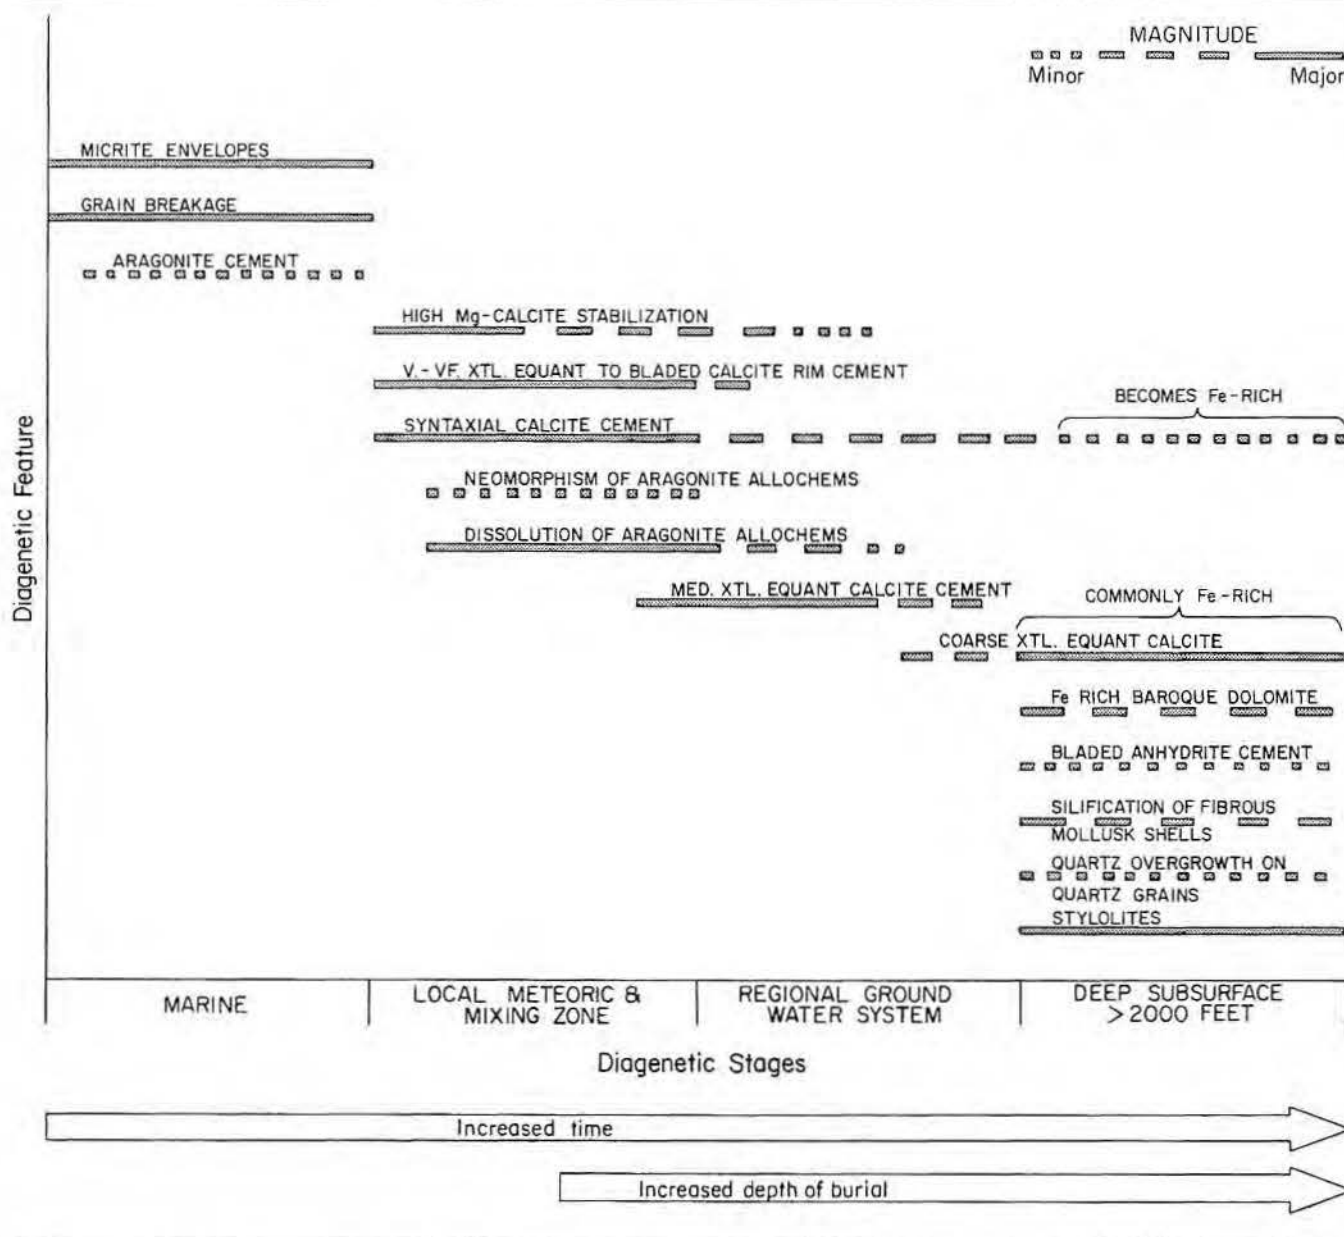 MAGNITUDE
Minor
Major
MICRITE ENVELOPES
GRAIN BREAKAGE
ARAGONITE CEMENT
HIGH Mg-CALCITE STABILIZATION
V.-VF. XTL. EQUANT TO BLADED CALCITE RIM CEMENT
BECOMES Fe-RICH
SYNTAXIAL CALCITE CEMENT
NEOMORPHISM OF ARAGONITE ALLOCHEMS
DISSOLUTION OF ARAGONITE ALLOCHEMS
MED. XTL. EQUANT CALCITE CEMENT
COMMONLY Fe-RICH
COARSE XTL. EQUANT CALCITE
Fe RICH BAROQUE DOLOMITE
BLADED ANHYDRITE CEMENT
SILIFICATION OF FIBROUS
MOLLUSK SHELLS
QUARTZ OVERGROWTH ON
QUARTZ GRAINS
STYLOLITES
Diagenetic Feature
MARINE
LOCAL METEORIC &
MIXING ZONE
REGIONAL GROUND
WATER SYSTEM
DEEP SUBSURFACE
>2000 FEET
Diagenetic Stages
Increased time
Increased depth of burial